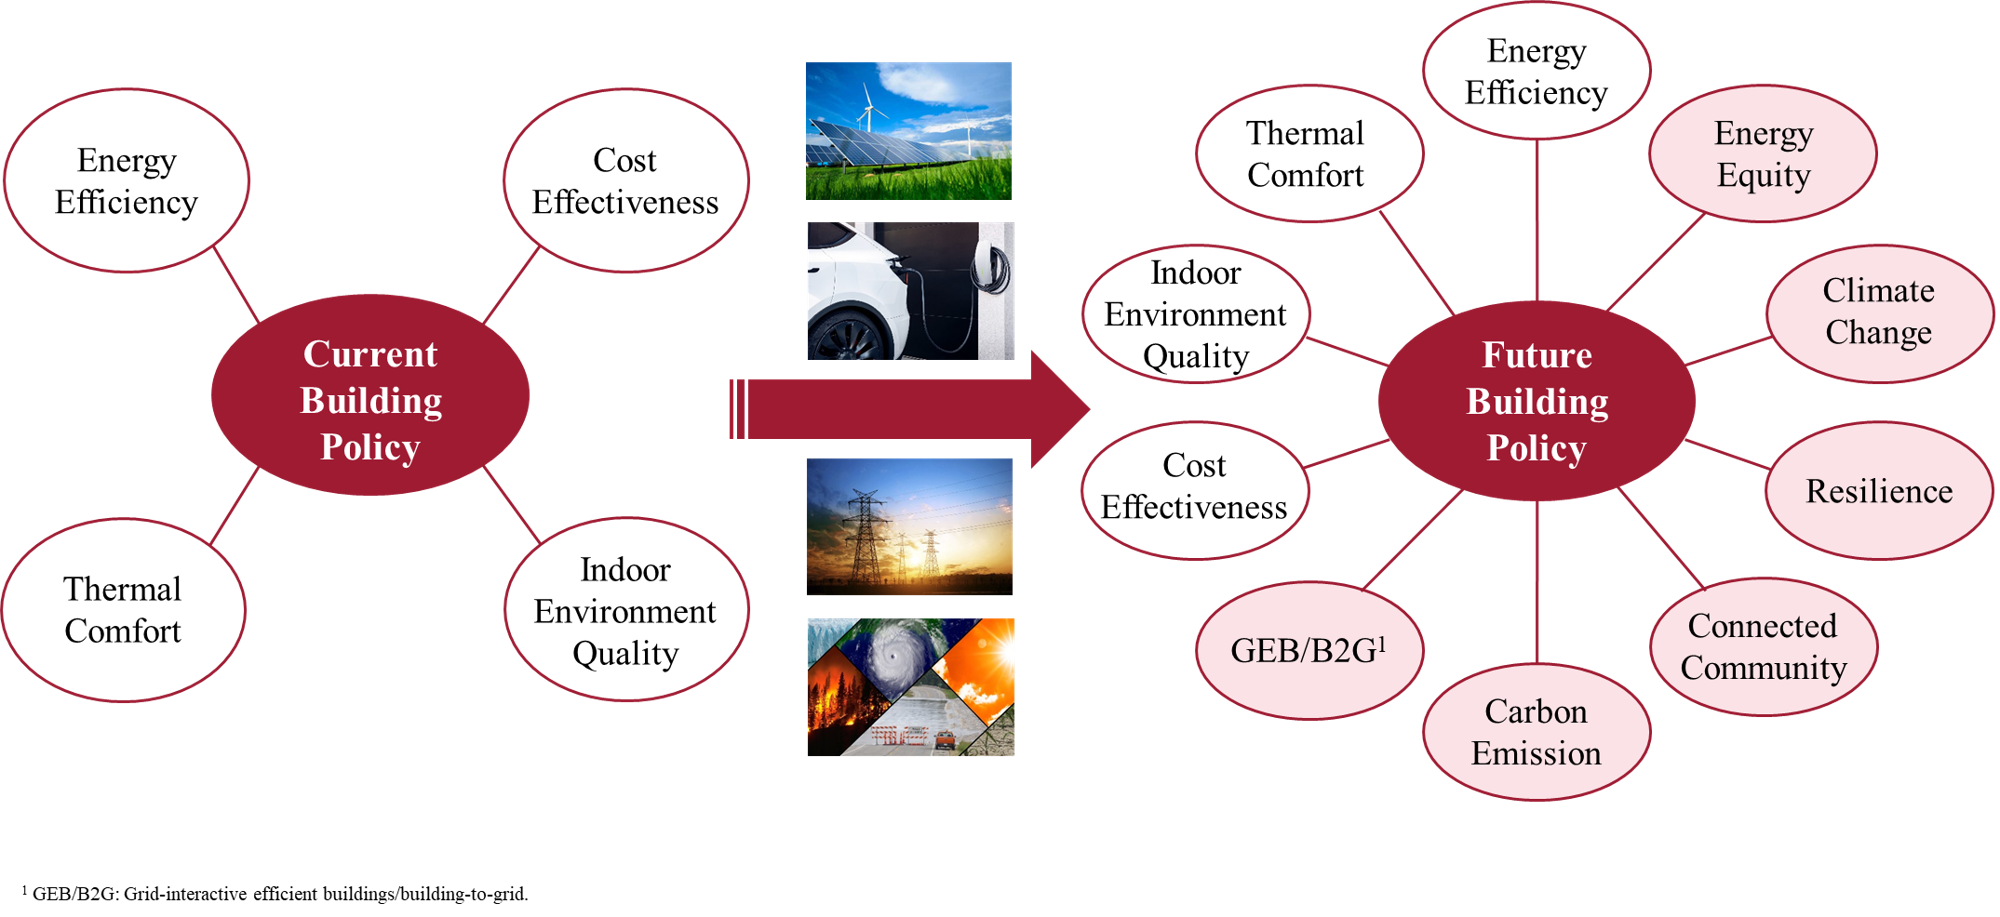 Energy
Efficiency
Cost
Effectiveness
Current
Building
Policy
Thermal
Comfort
Indoor
Environment
Quality
Energy
Efficiency
Thermal
Comfort
Energy
Equity
Indoor
Environment
Quality
Climate
Change
Future
Building
Policy
Cost
Effectiveness
Resilience
GEB/B2G¹
Connected
Community
Carbon
Emission
¹ GEB/B2G: Grid-interactive efficient buildings/building-to-grid.